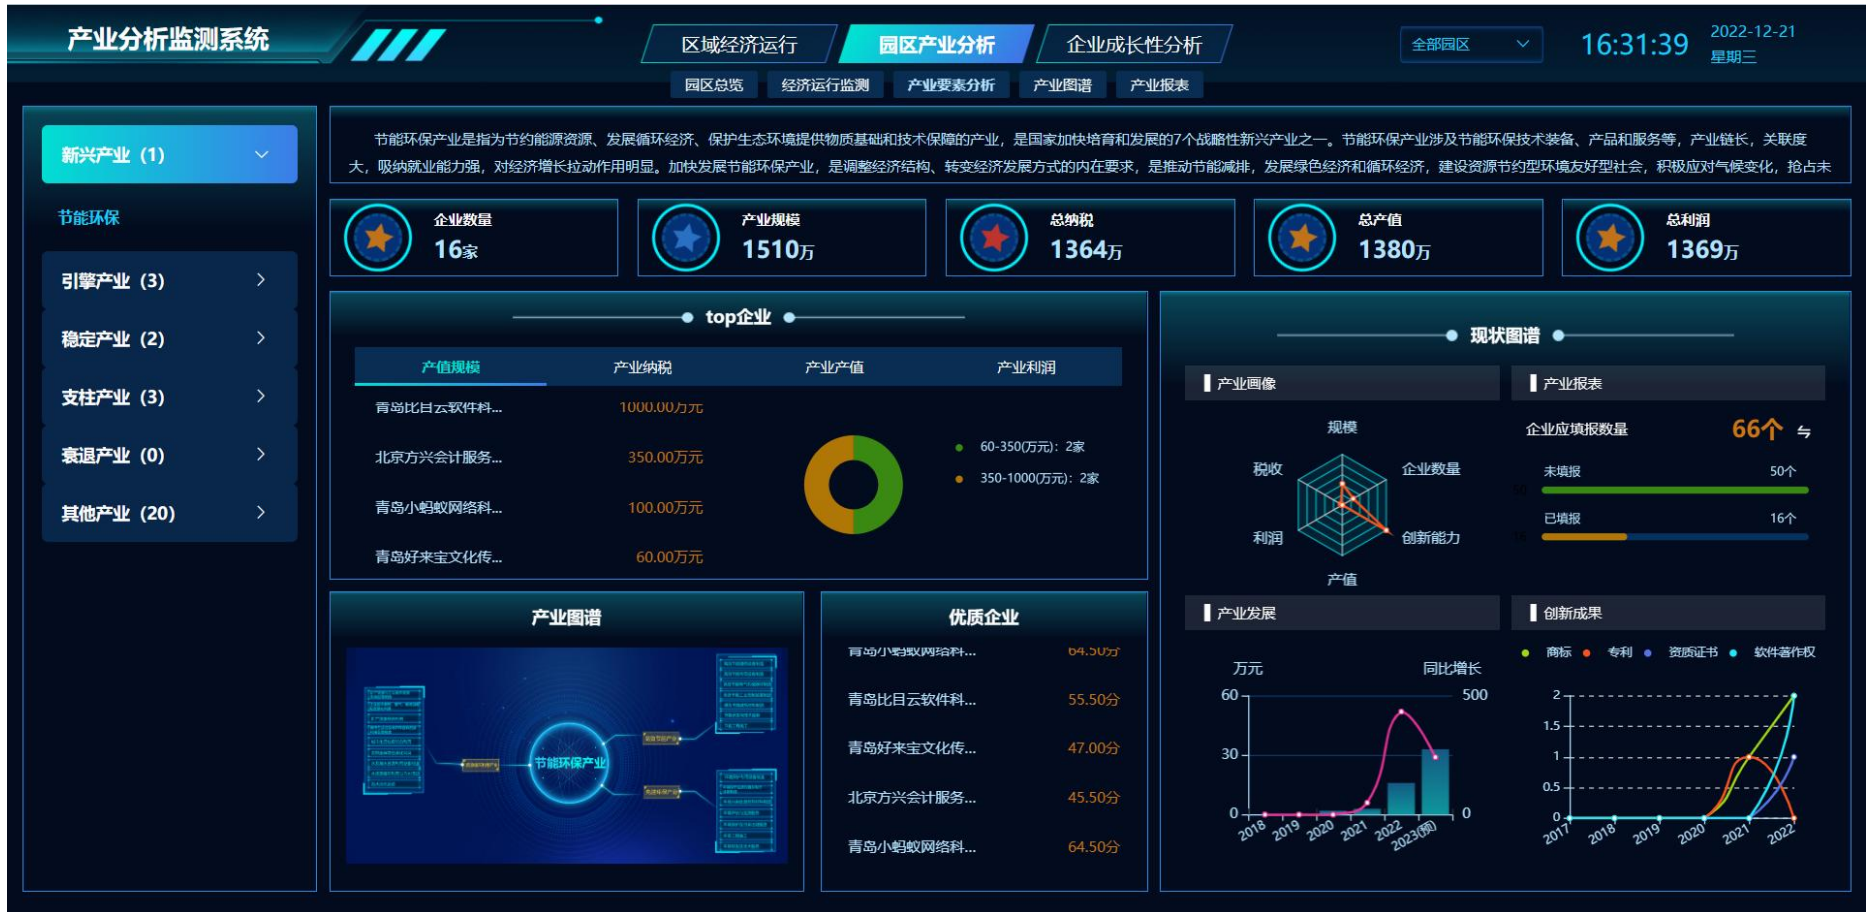 产业分析监测系统
区域经济运行
园区产业分析
企业成长性分析
全部园区
16:31:39
2022-12-21
星期三
园区总览
经济运行监测
产业要素分析
产业图谱
产业报表
新兴产业 (1)
节能环保
引擎产业 (3)
稳定产业 (2)
支柱产业 (3)
衰退产业 (0)
其他产业 (20)
节能环保产业是指为节约能源资源、发展循环经济、保护生态环境提供物质基础和技术保障的产业，是国家加快培育和发展的7个战略性新兴产业之一。节能环保产业涉及节能环保技术装备、产品和服务等，产业链长，关联度
大，吸纳就业能力强，对经济增长拉动作用明显。加快发展节能环保产业，是调整经济结构、转变经济发展方式的内在要求，是推动节能减排，发展绿色经济和循环经济，建设资源节约型环境友好型社会，积极应对气候变化，抢占未
企业数量
16家
产业规模
1510万
总纳税
1364万
总产值
1380万
总利润
1369万
top企业
产值规模
产业纳税
产业产值
产业利润
青岛比目云软件科... 1000.00万元
北京方兴会计服务... 350.00万元
青岛小蚂蚁网络科... 100.00万元
青岛好来宝文化传... 60.00万元
60-350(万元)：2家
350-1000(万元)：2家
产业图谱
节能环保产业
优质企业
青岛小蚂蚁网络科... 64.50分
青岛比目云软件科... 55.50分
青岛好来宝文化传... 47.00分
北京方兴会计服务... 45.50分
青岛小蚂蚁网络科... 64.50分
现状图谱
产业画像
规模
企业数量
创新能力
产值
利润
税收
产业报表
企业应填报数量 66个
未填报 50个
已填报 16个
产业发展
万元 同比增长
60 500
30
0 0
2018 2019 2020 2021 2022 2023(预)
创新成果
商标 专利 资质证书 软件著作权
2
1.5
1
0.5
0
2017 2018 2019 2020 2021 2022